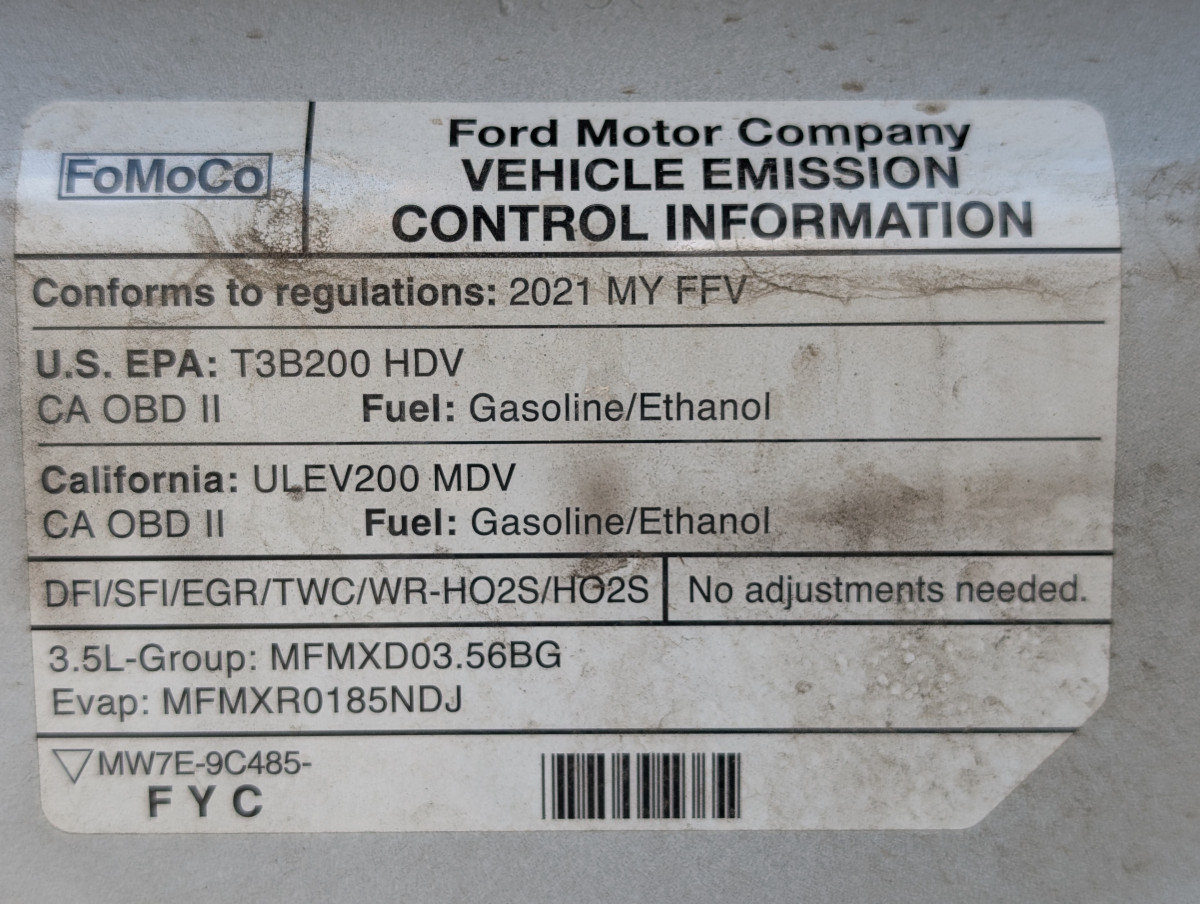 FoMoCo
Ford Motor Company
VEHICLE EMISSION
CONTROL INFORMATION
Conforms to regulations: 2021 MY FFV
U.S. EPA: T3B200 HDV
CA OBD II Fuel: Gasoline/Ethanol
California: ULEV200 MDV
CA OBD II Fuel: Gasoline/Ethanol
DFI/SFI/EGR/TWC/WR-HO2S/HO2S No adjustments needed.
3.5L-Group: MFMXD03.56BG
Evap: MFMXR0185NDJ
MW7E-9C485-
F Y C